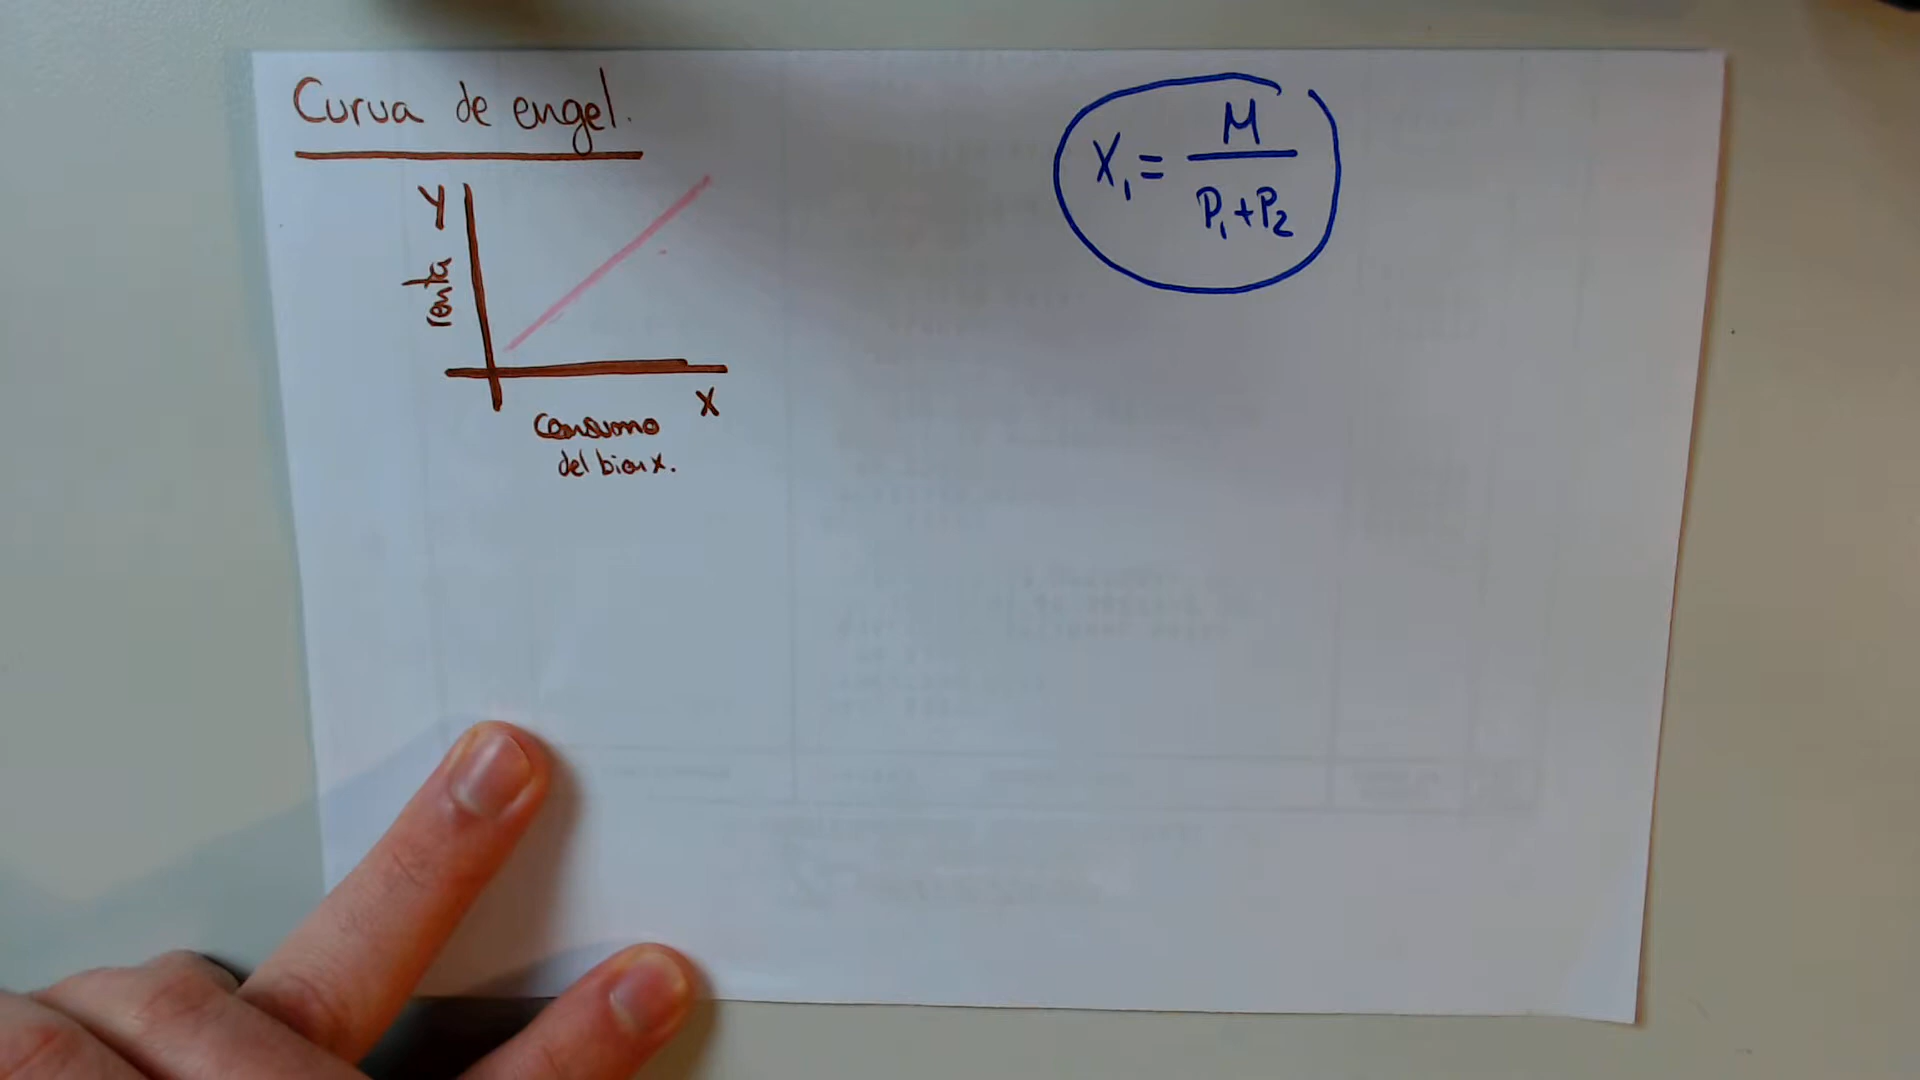 Curva de engel.
Y
renta
X
Consumo
del bien x.
X₁ = M / P₁+P₂